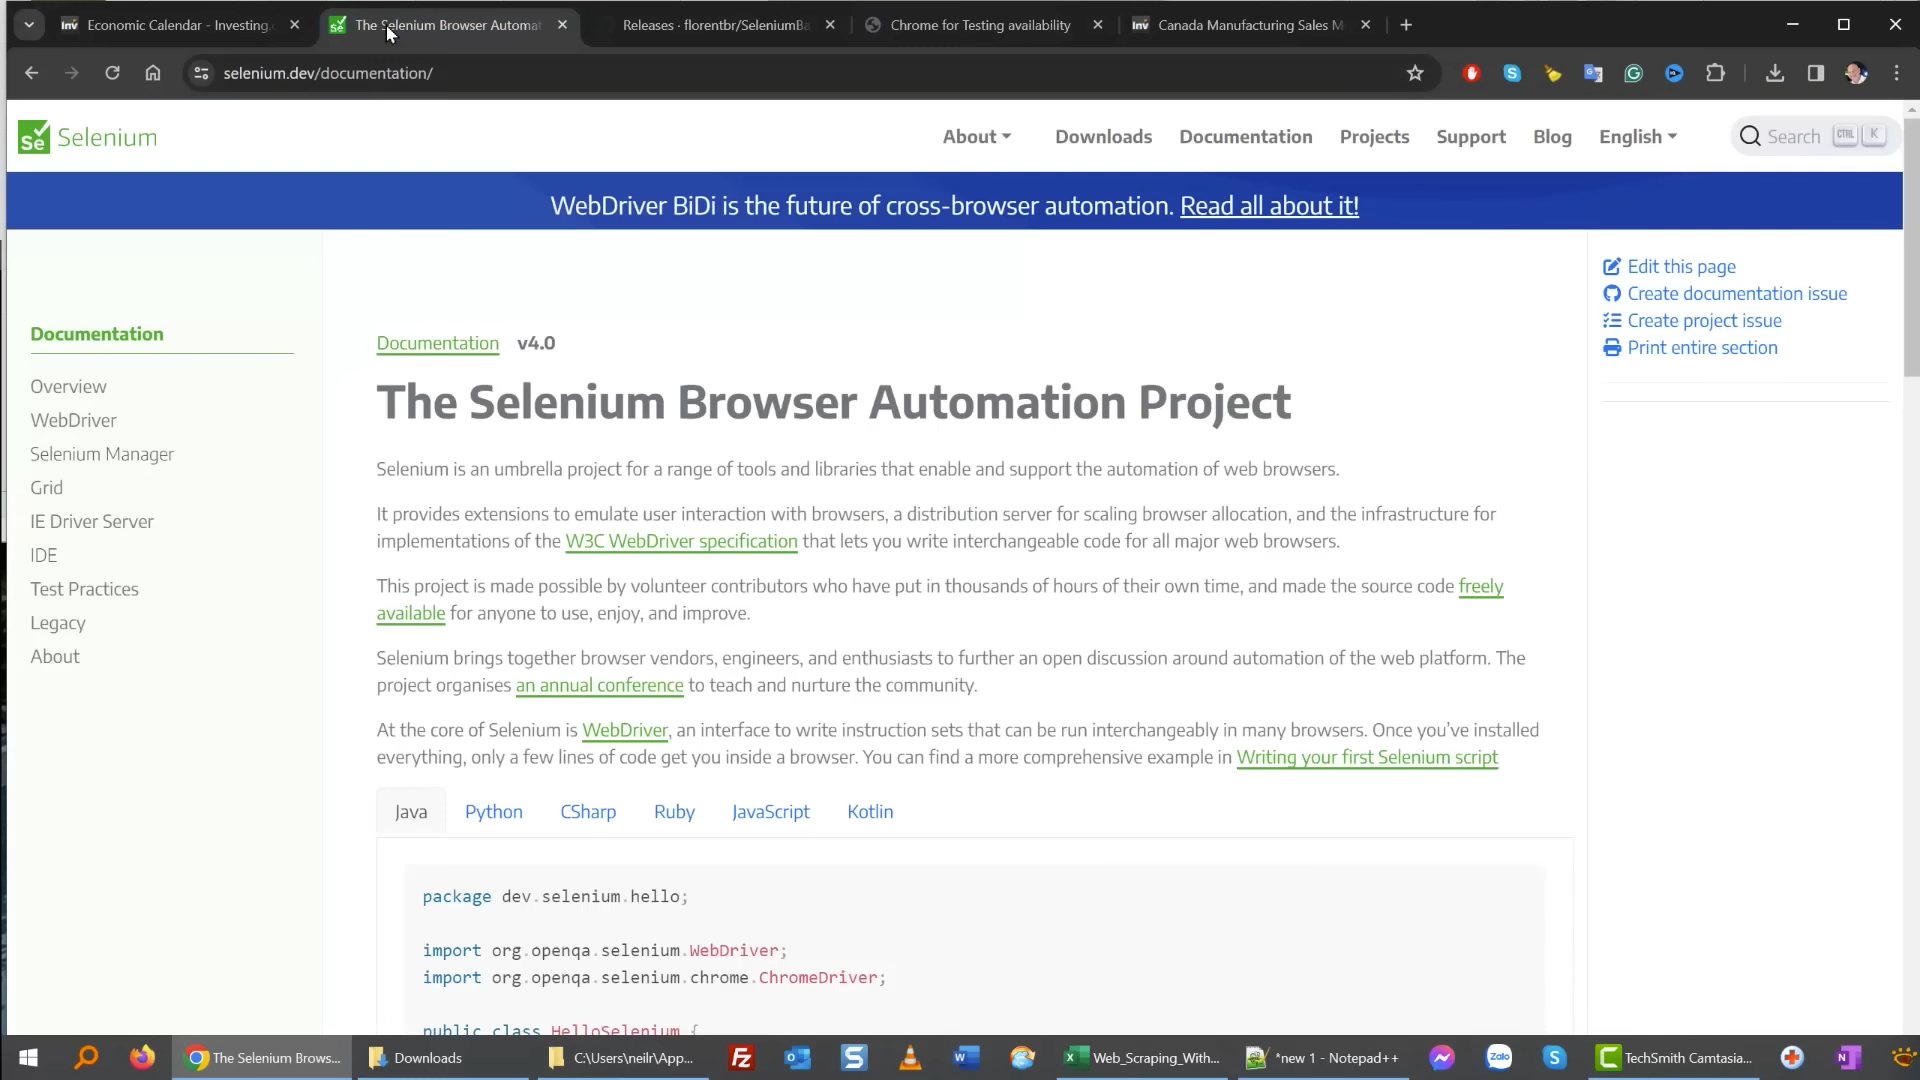 Economic Calendar - Investing.
The Selenium Browser Automat
Releases · florentbr/SeleniumBa
Chrome for Testing availability
Inv
Canada Manufacturing Sales M
selenium.dev/documentation/
Se Selenium
About
Downloads
Documentation
Projects
Support
Blog
English
Search
CTRL
K
WebDriver BiDi is the future of cross-browser automation. Read all about it!
Documentation
Overview
WebDriver
Selenium Manager
Grid
IE Driver Server
IDE
Test Practices
Legacy
About
Documentation v4.0
The Selenium Browser Automation Project
Selenium is an umbrella project for a range of tools and libraries that enable and support the automation of web browsers.
It provides extensions to emulate user interaction with browsers, a distribution server for scaling browser allocation, and the infrastructure for
implementations of the W3C WebDriver specification that lets you write interchangeable code for all major web browsers.
This project is made possible by volunteer contributors who have put in thousands of hours of their own time, and made the source code freely
available for anyone to use, enjoy, and improve.
Selenium brings together browser vendors, engineers, and enthusiasts to further an open discussion around automation of the web platform. The
project organises an annual conference to teach and nurture the community.
At the core of Selenium is WebDriver, an interface to write instruction sets that can be run interchangeably in many browsers. Once you've installed
everything, only a few lines of code get you inside a browser. You can find a more comprehensive example in Writing your first Selenium script
Java
Python
CSharp
Ruby
JavaScript
Kotlin
package dev.selenium.hello;
import org.openqa.selenium.WebDriver;
import org.openqa.selenium.chrome.ChromeDriver;
public class HelloSelenium {
Edit this page
Create documentation issue
Create project issue
Print entire section
The Selenium Brows...
Downloads
C:\Users\neilr\App...
Web_Scraping_With...
*new 1 - Notepad++
Zalo
TechSmith Camtasia...